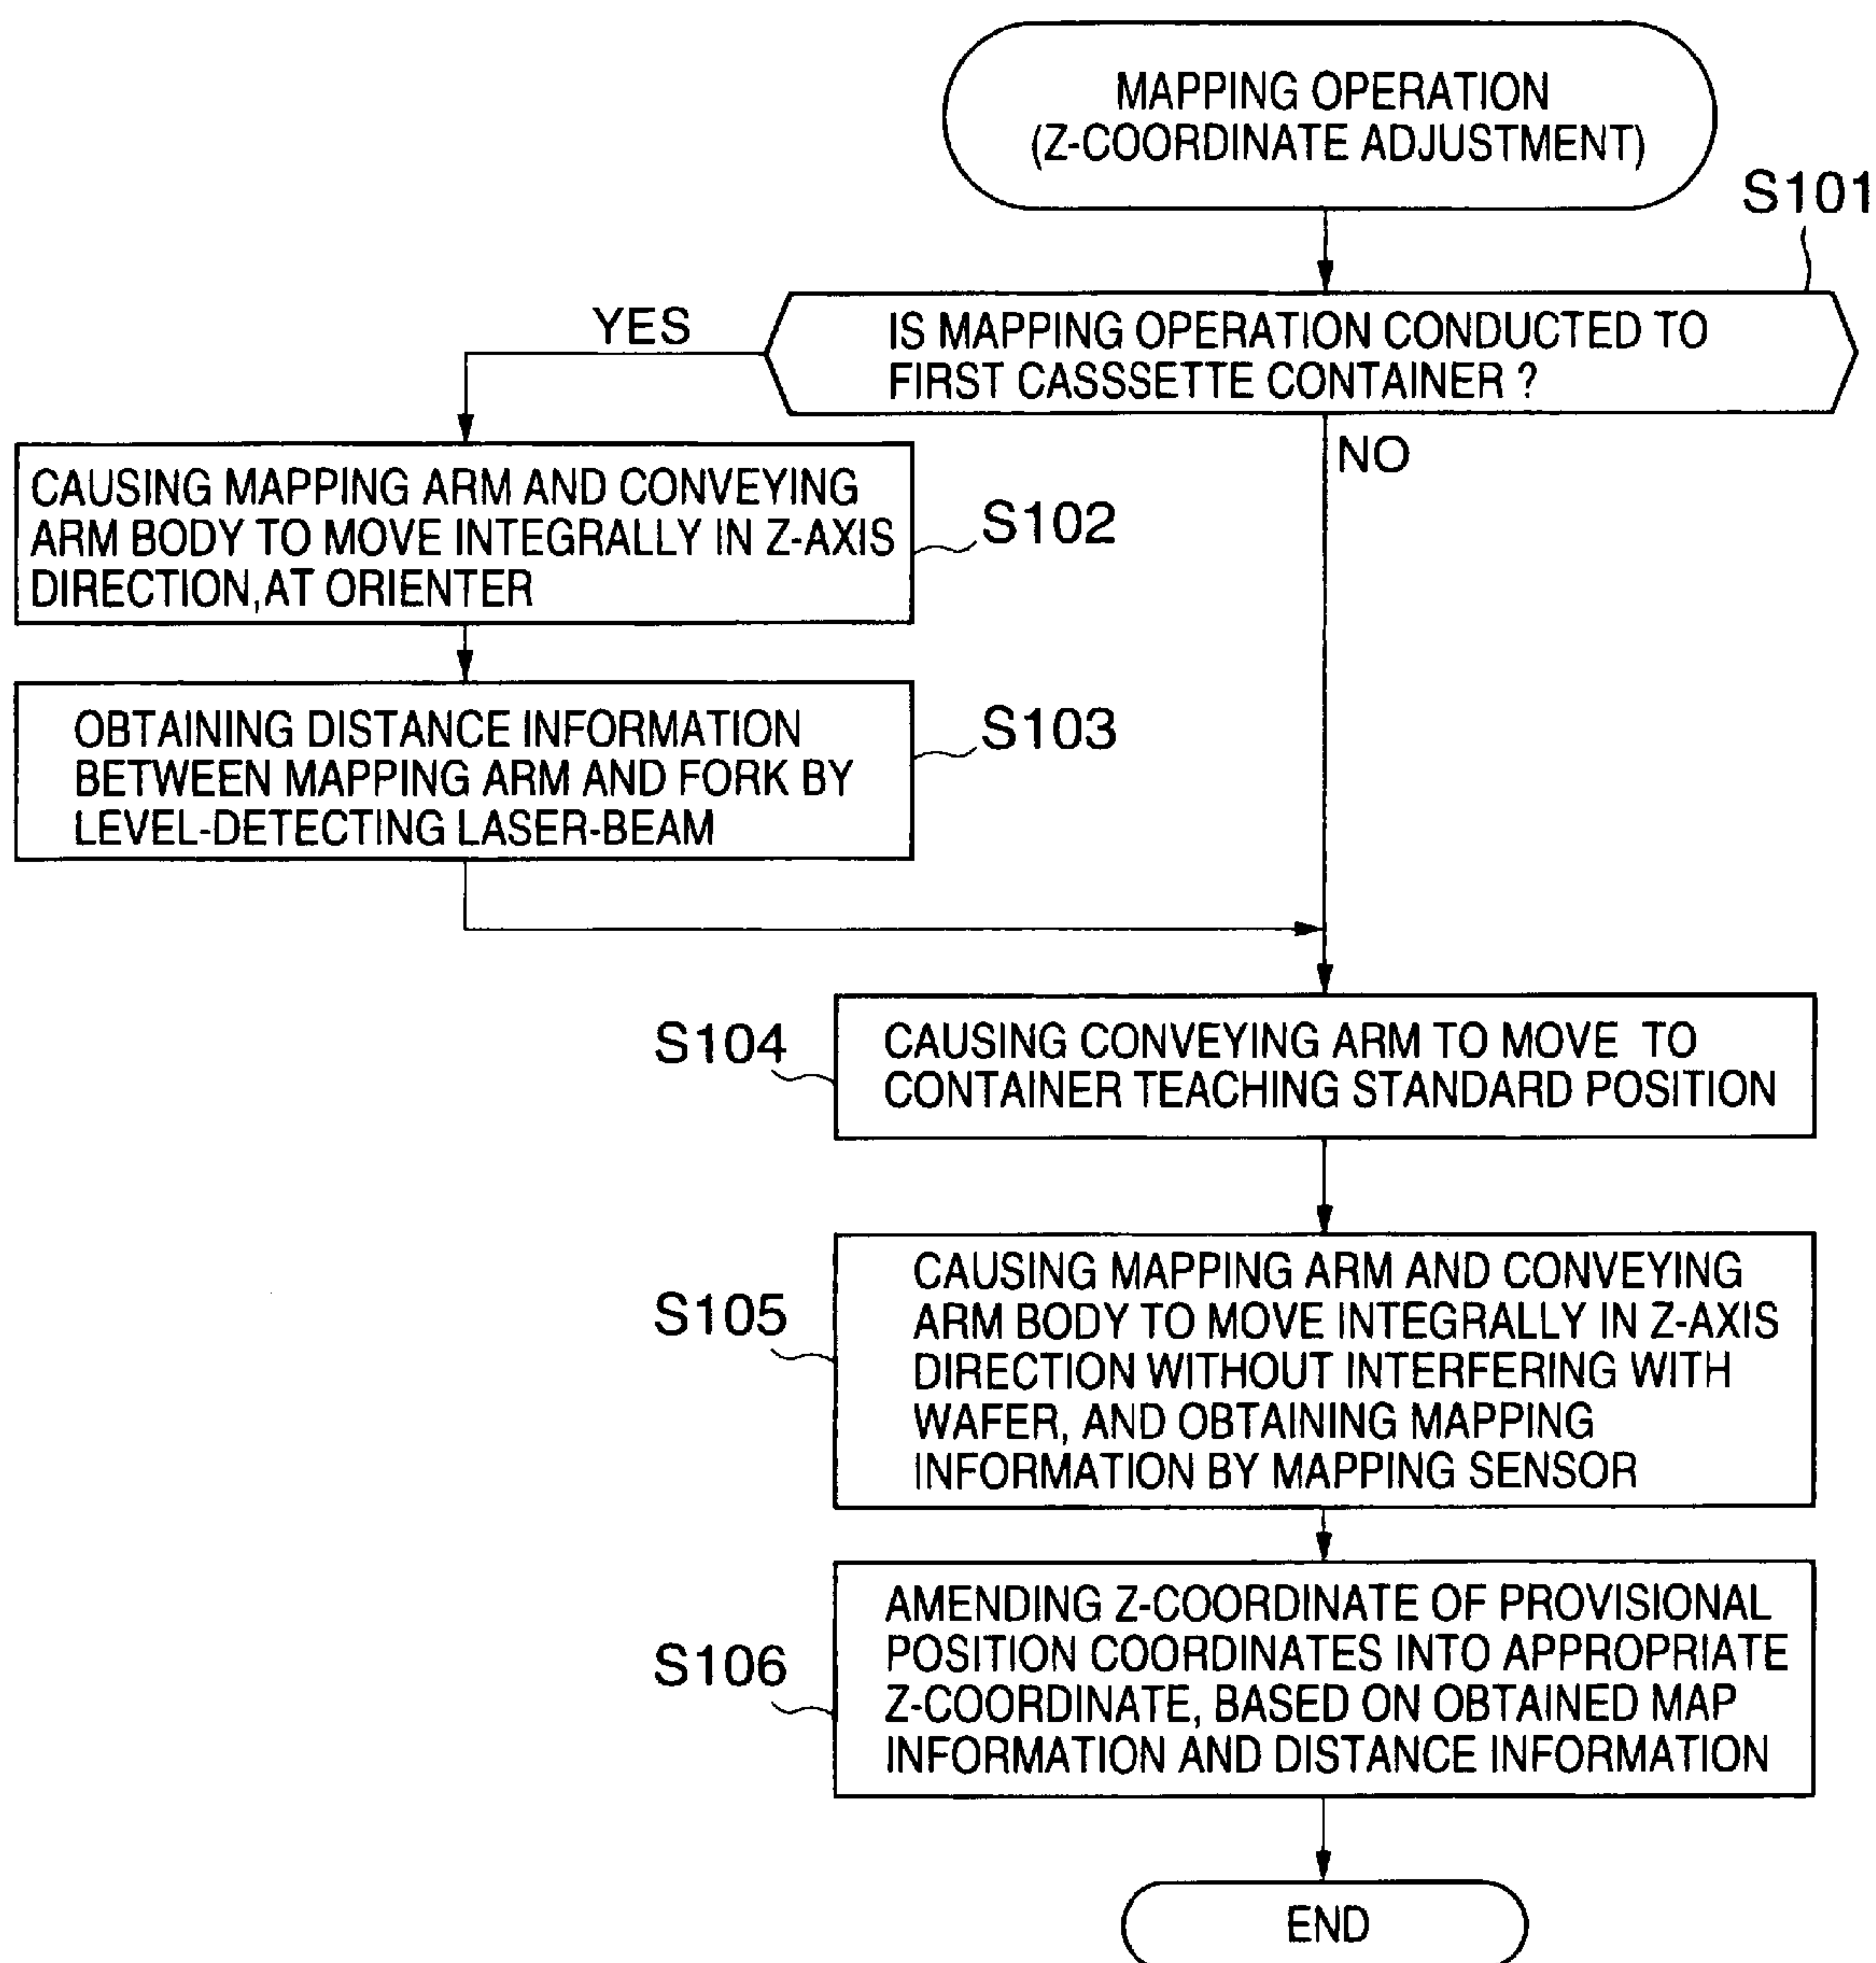 MAPPING OPERATION
(Z-COORDINATE ADJUSTMENT)
S101
IS MAPPING OPERATION CONDUCTED TO
FIRST CASSSETTE CONTAINER ?
YES
NO
CAUSING MAPPING ARM AND CONVEYING
ARM BODY TO MOVE INTEGRALLY IN Z-AXIS
DIRECTION, AT ORIENTER
S102
OBTAINING DISTANCE INFORMATION
BETWEEN MAPPING ARM AND FORK BY
LEVEL-DETECTING LASER-BEAM
S103
S104
CAUSING CONVEYING ARM TO MOVE TO
CONTAINER TEACHING STANDARD POSITION
S105
CAUSING MAPPING ARM AND CONVEYING
ARM BODY TO MOVE INTEGRALLY IN Z-AXIS
DIRECTION WITHOUT INTERFERING WITH
WAFER, AND OBTAINING MAPPING
INFORMATION BY MAPPING SENSOR
S106
AMENDING Z-COORDINATE OF PROVISIONAL
POSITION COORDINATES INTO APPROPRIATE
Z-COORDINATE, BASED ON OBTAINED MAP
INFORMATION AND DISTANCE INFORMATION
END